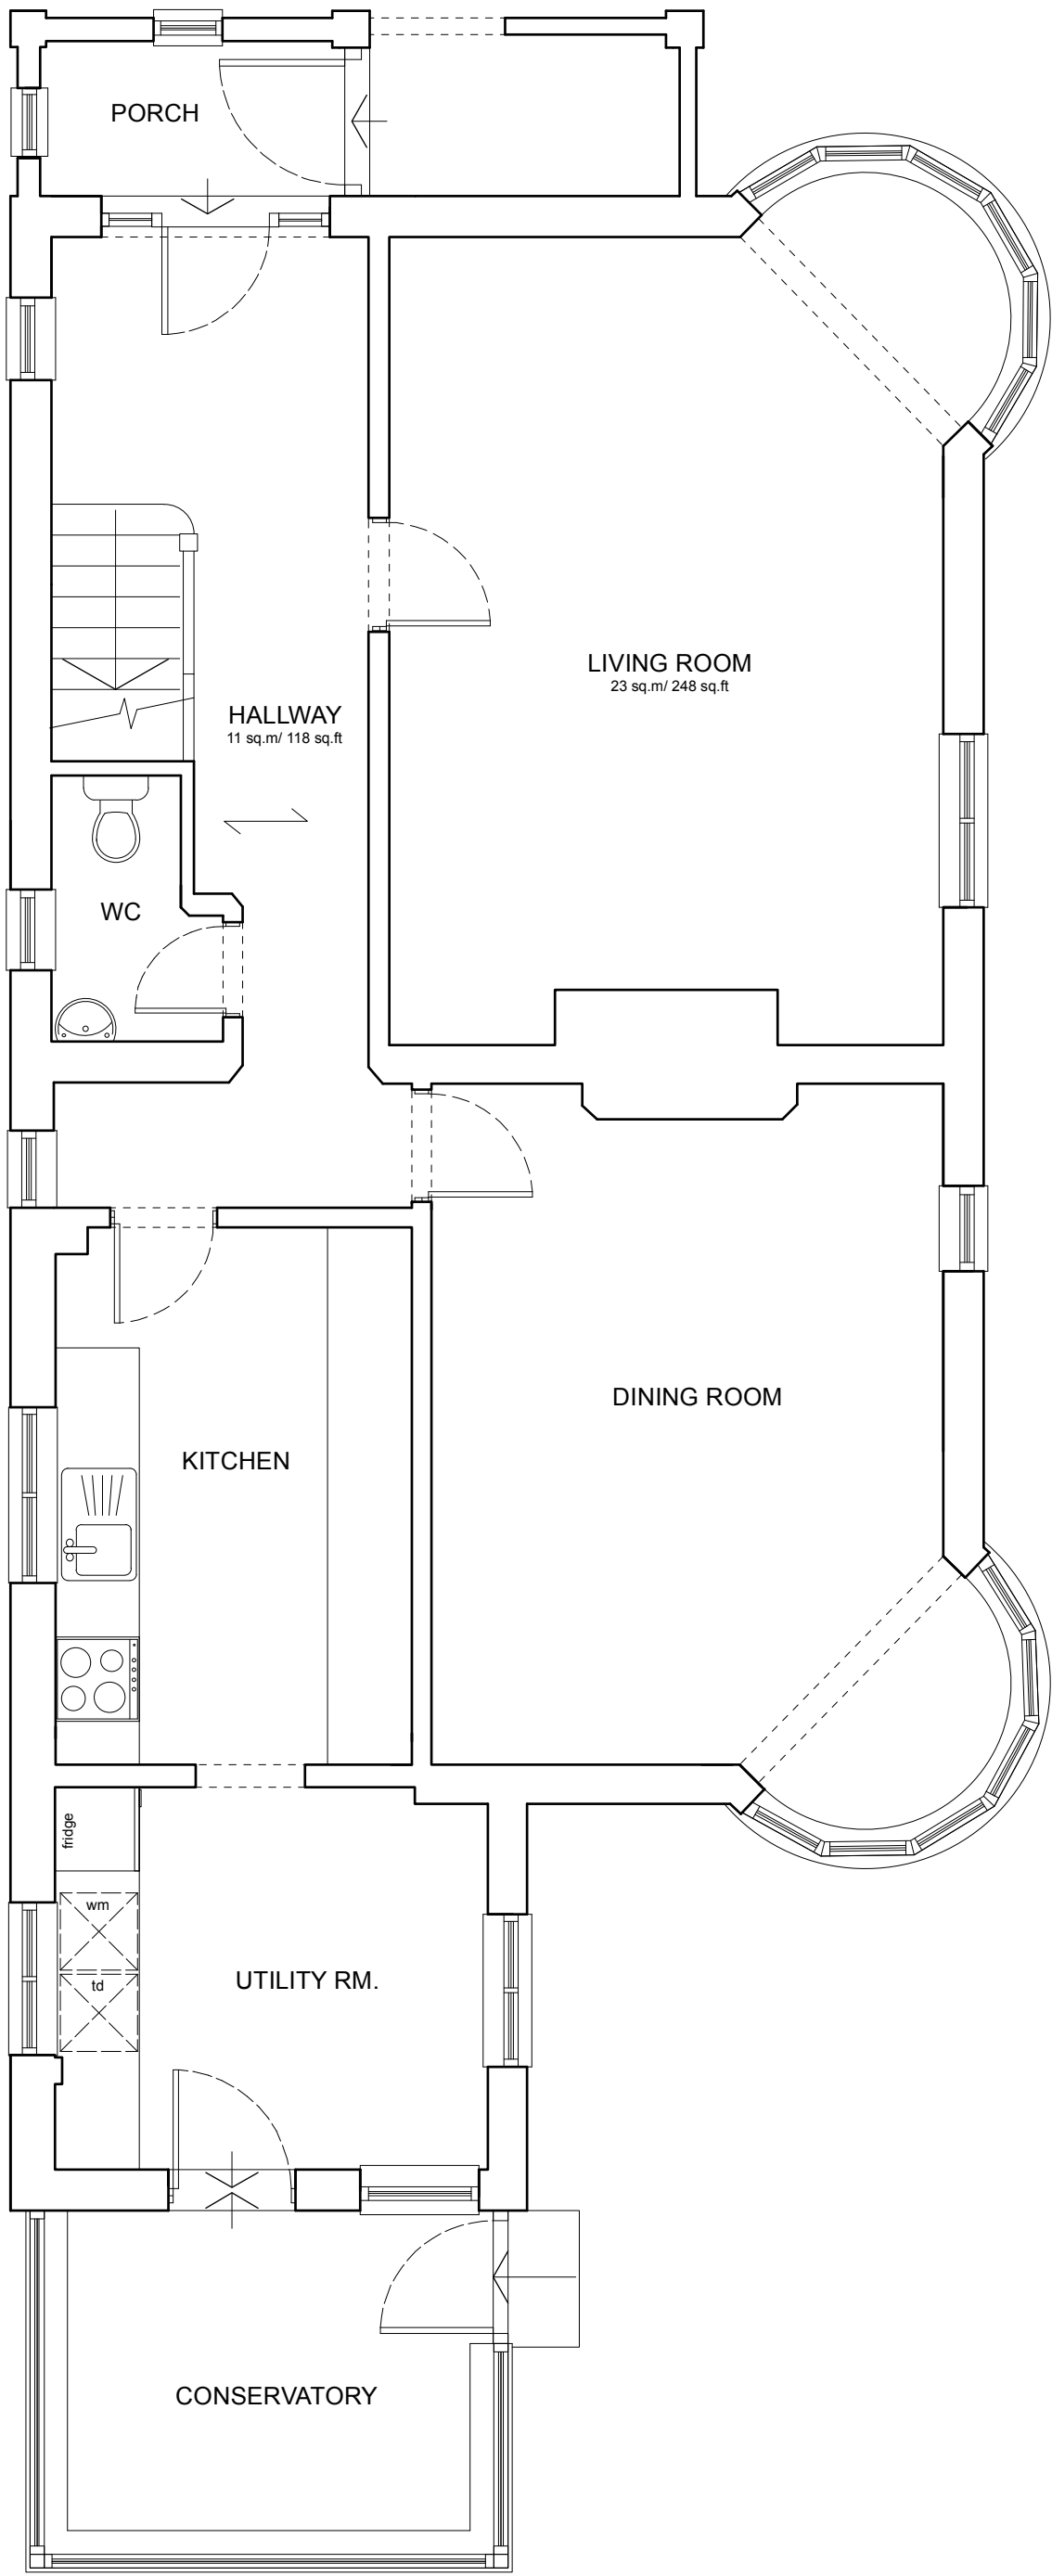 PORCH
LIVING ROOM
23 sq.m/ 248 sq.ft
HALLWAY
11 sq.m/ 118 sq.ft
WC
DINING ROOM
KITCHEN
fridge
wm
td
UTILITY RM.
CONSERVATORY